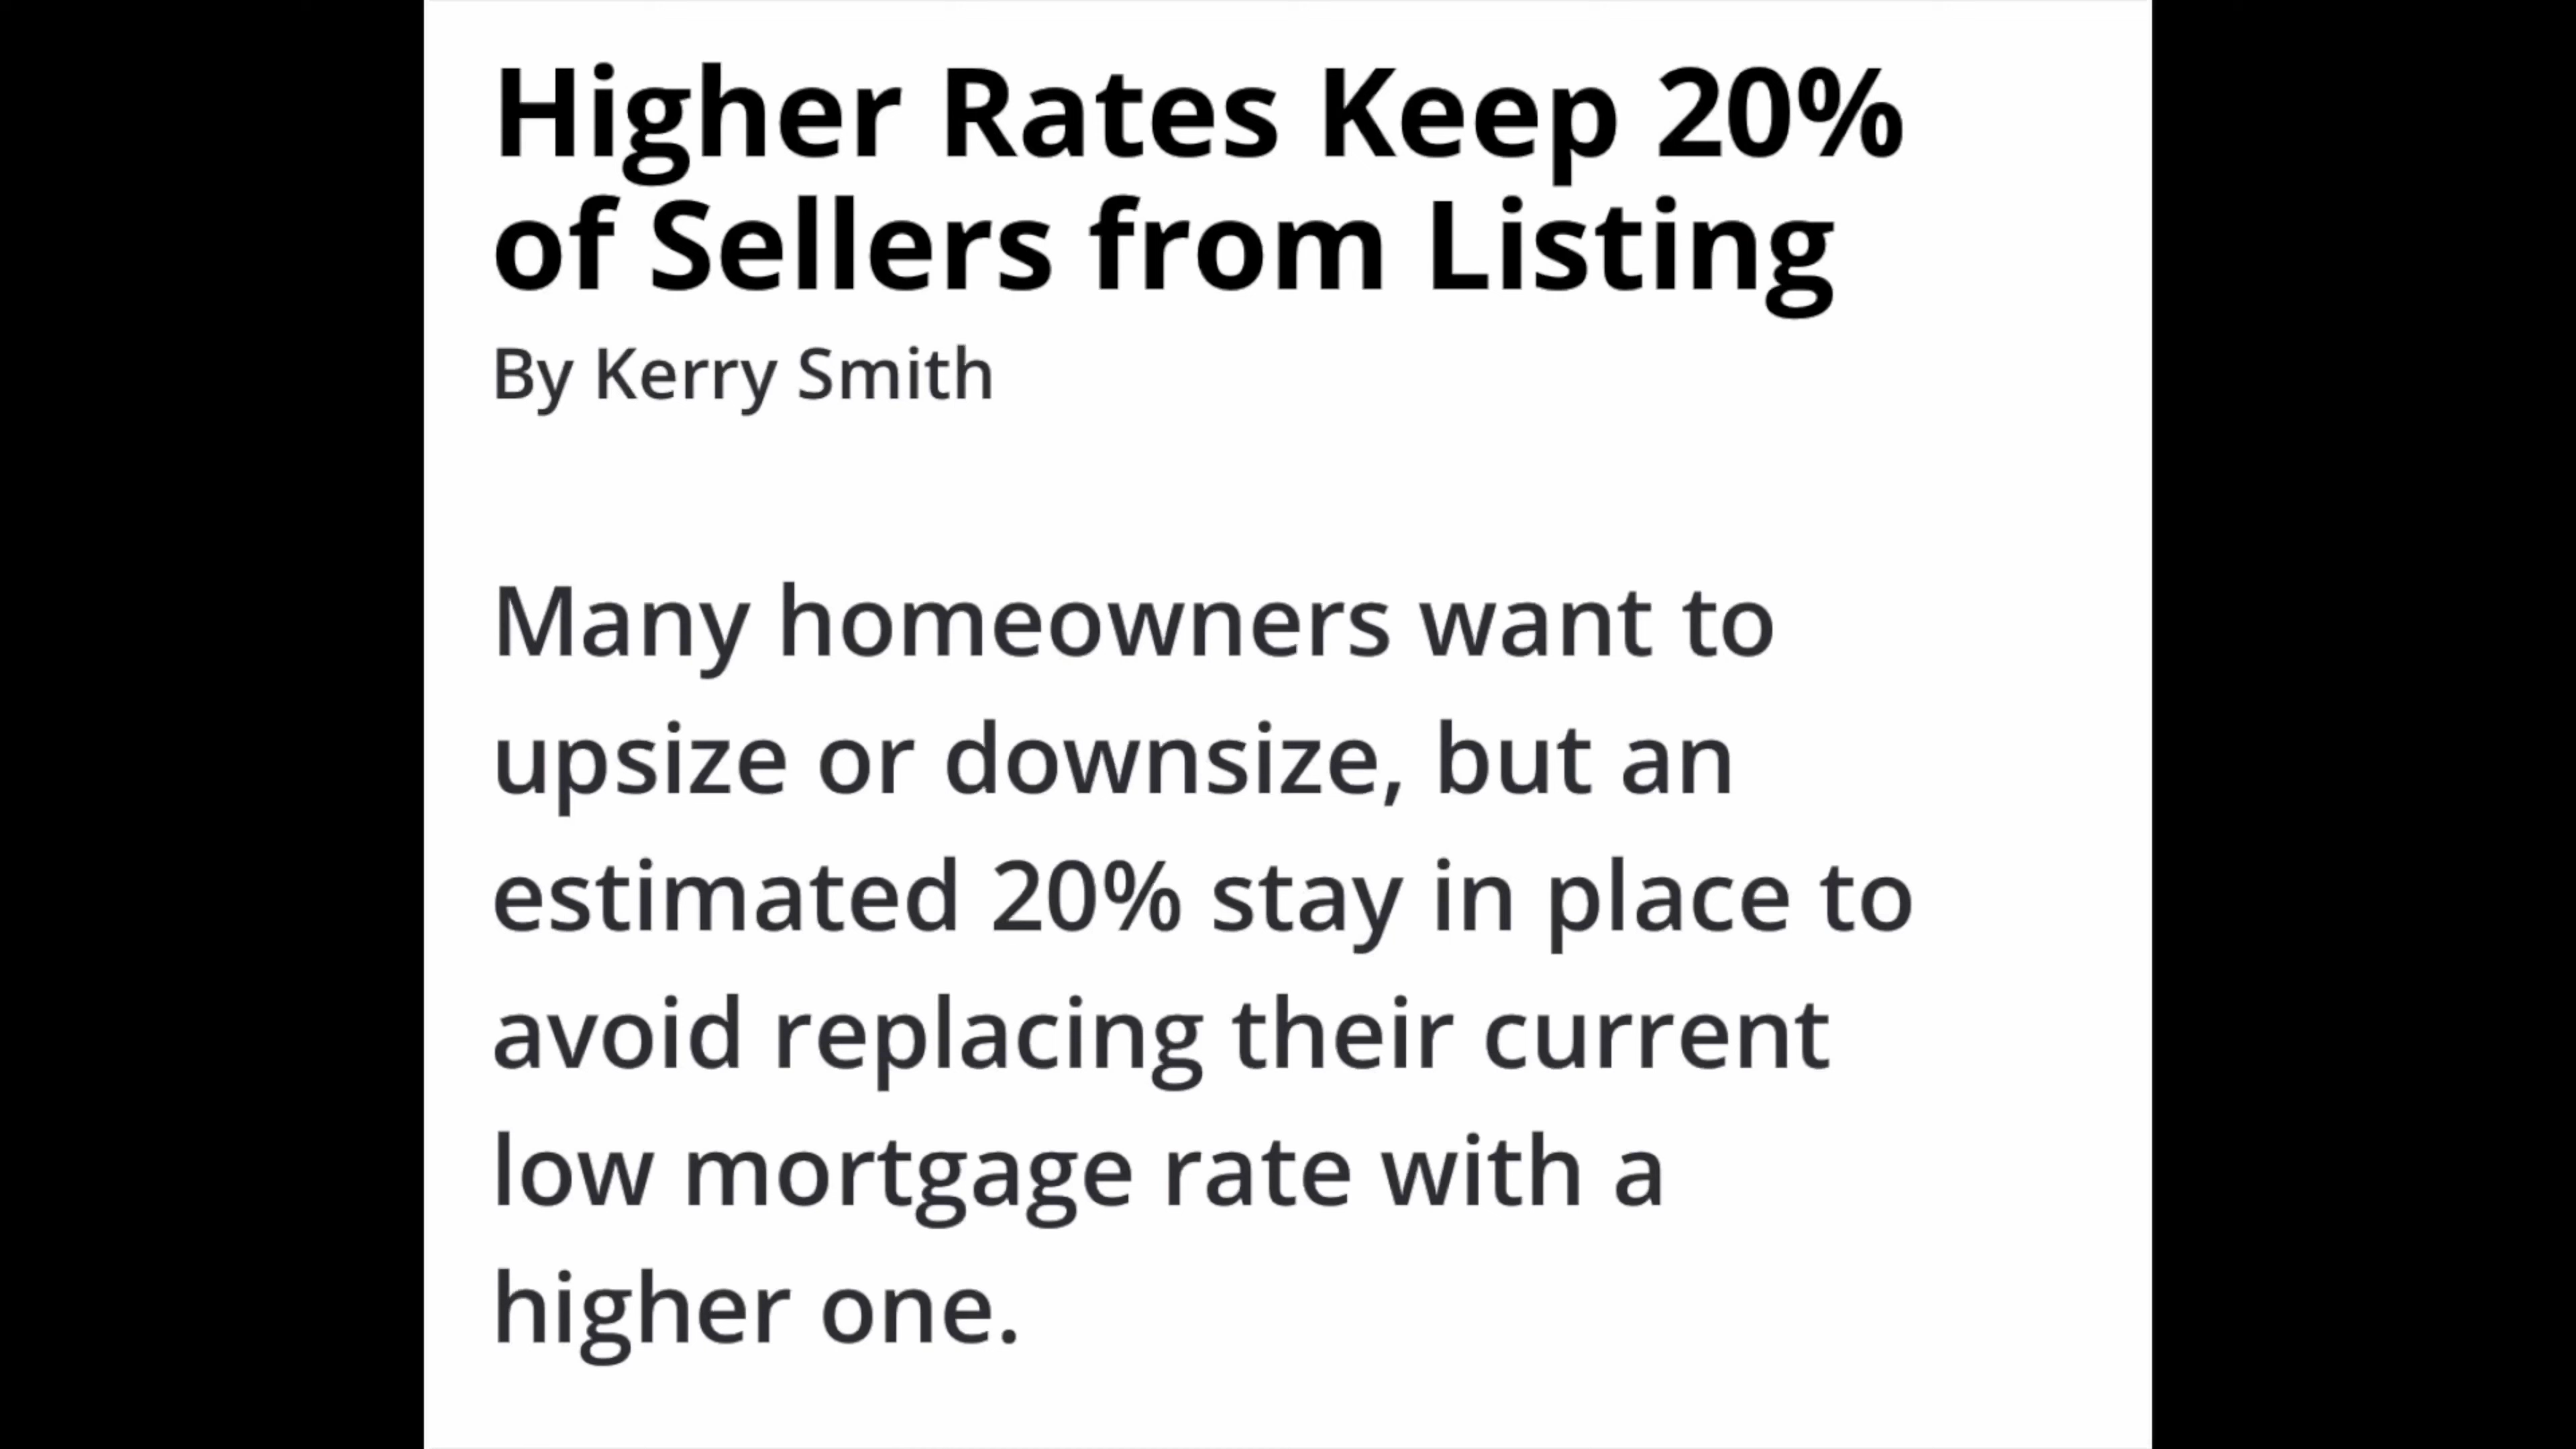 Higher Rates Keep 20%
of Sellers from Listing
By Kerry Smith
Many homeowners want to
upsize or downsize, but an
estimated 20% stay in place to
avoid replacing their current
low mortgage rate with a
higher one.